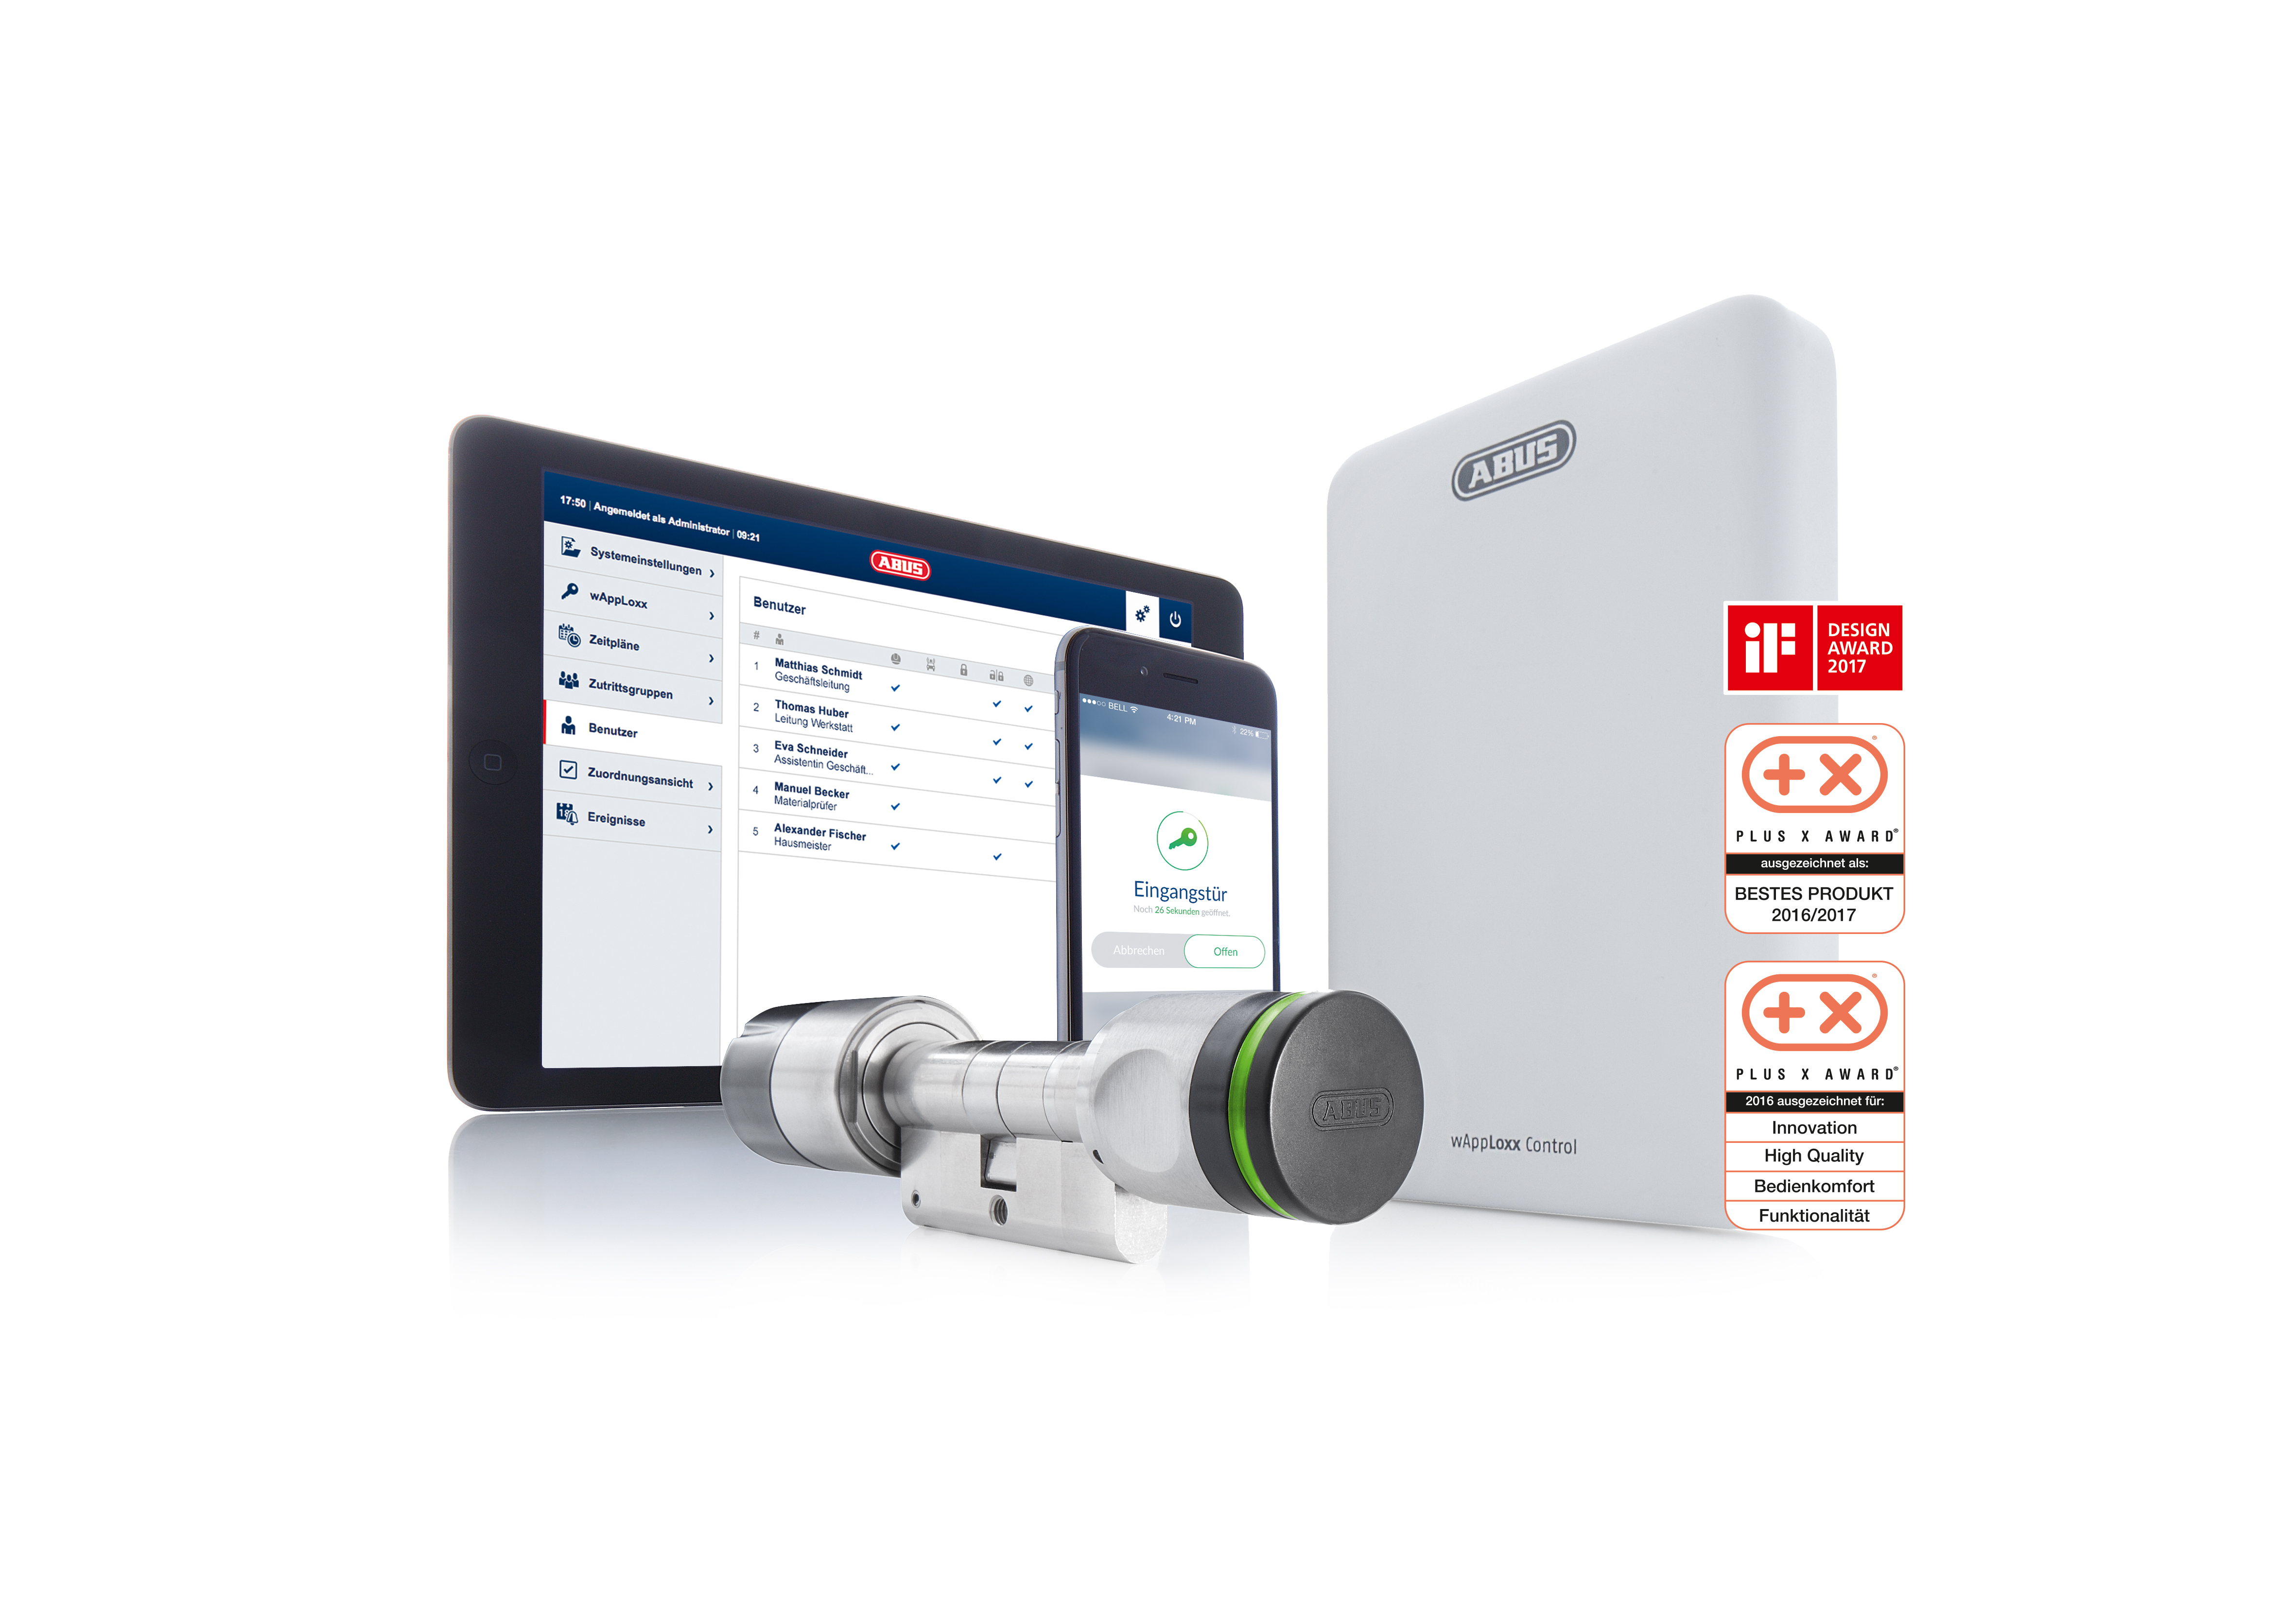 17:50 | Angemeldet als Administrator | 09:21
ABUS
Systemeinstellungen
wAppLoxx
Zeitpläne
Zutrittsgruppen
Benutzer
Zuordnungsansicht
Ereignisse
Benutzer
#
1 Matthias Schmidt
Geschäftsleitung
2 Thomas Huber
Leitung Werkstatt
3 Eva Schneider
Assistentin Geschäft...
4 Manuel Becker
Materialprüfer
5 Alexander Fischer
Hausmeister
BELL 4:21 PM 22%
Eingangstür
Noch 26 Sekunden geöffnet.
Abbrechen Offen
ABUS
ABUS
wAppLoxx Control
iF DESIGN
AWARD
2017
PLUS X AWARD®
ausgezeichnet als:
BESTES PRODUKT
2016/2017
PLUS X AWARD®
2016 ausgezeichnet für:
Innovation
High Quality
Bedienkomfort
Funktionalität